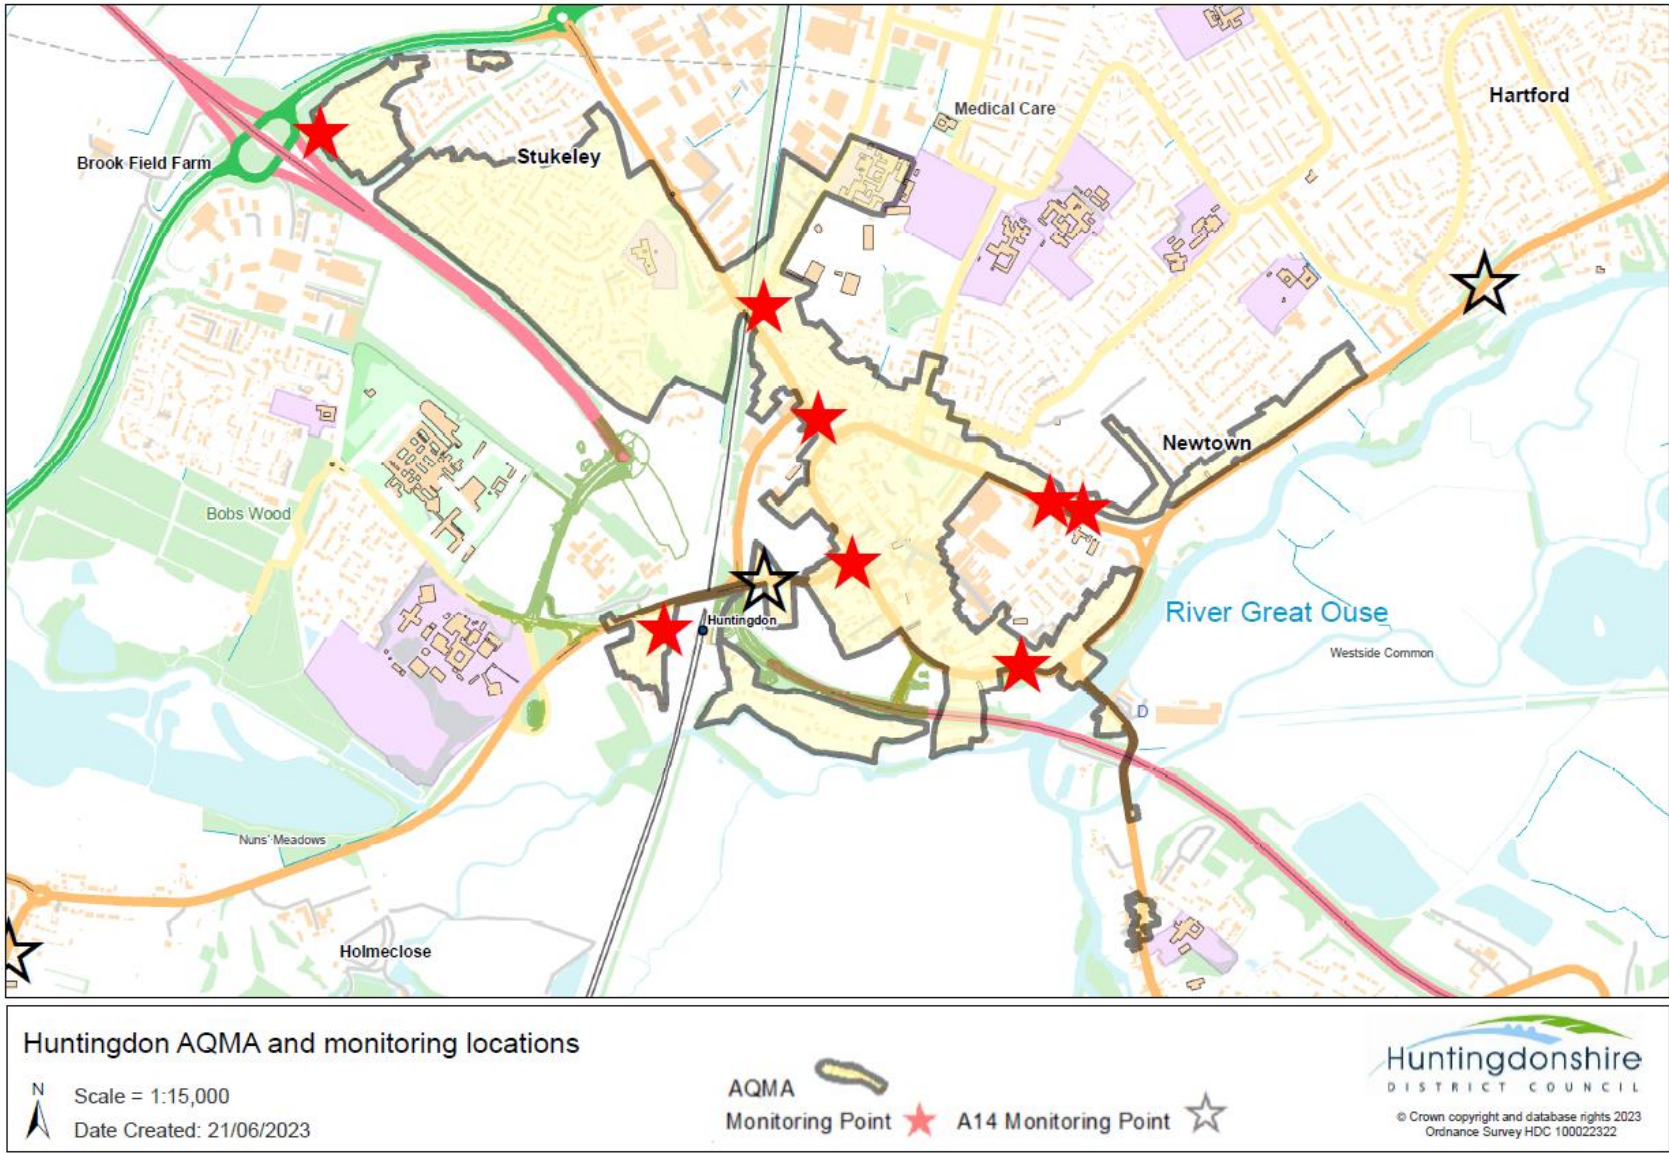 Hartford
Medical Care
Stukeley
Brook Field Farm
Newtown
Bobs Wood
River Great Ouse
Huntingdon
Westside Common
D
Nuns' Meadows
Holmeclose
Huntingdon AQMA and monitoring locations
N
Scale = 1:15,000
Date Created: 21/06/2023
AQMA
Monitoring Point
A14 Monitoring Point
Huntingdonshire
DISTRICT COUNCIL
© Crown copyright and database rights 2023
Ordnance Survey HDC 100022322